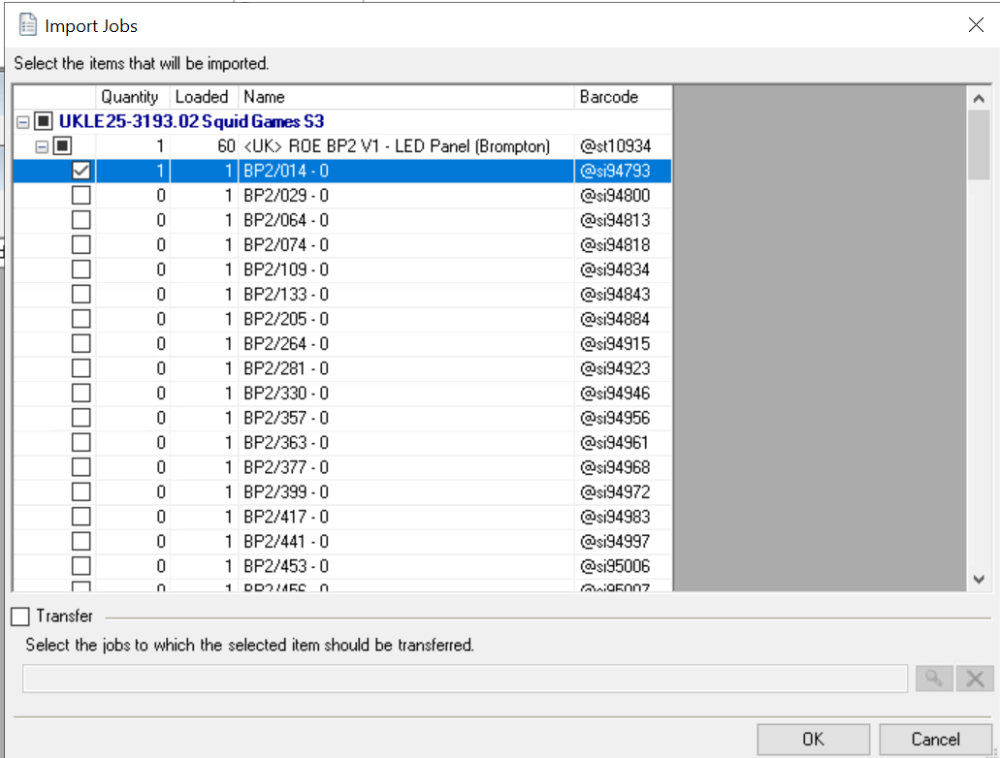 Import Jobs
Select the items that will be imported.
Quantity Loaded Name Barcode
UKLE25-3193.02 Squid Games S3
1 60 <UK> ROE BP2 V1 - LED Panel (Brompton) @st10934
1 1 BP2/014 - 0 @si94793
0 1 BP2/029 - 0 @si94800
0 1 BP2/064 - 0 @si94813
0 1 BP2/074 - 0 @si94818
0 1 BP2/109 - 0 @si94834
0 1 BP2/133 - 0 @si94843
0 1 BP2/205 - 0 @si94884
0 1 BP2/264 - 0 @si94915
0 1 BP2/281 - 0 @si94923
0 1 BP2/330 - 0 @si94946
0 1 BP2/357 - 0 @si94956
0 1 BP2/363 - 0 @si94961
0 1 BP2/377 - 0 @si94968
0 1 BP2/399 - 0 @si94972
0 1 BP2/417 - 0 @si94983
0 1 BP2/441 - 0 @si94997
0 1 BP2/453 - 0 @si95006
0 1 BP2/456 - 0 @si95007
Transfer
Select the jobs to which the selected item should be transferred.
OK Cancel